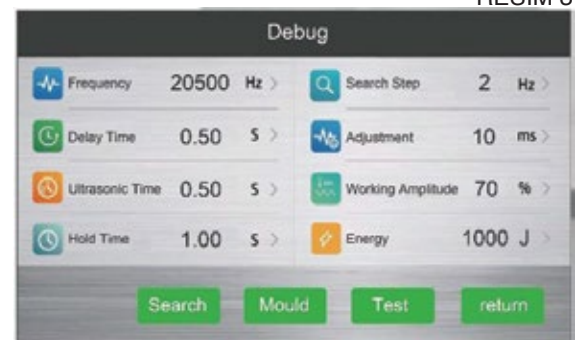 Debug
Frequency 20500 Hz > Search Step 2 Hz >
Delay Time 0.50 S > Adjustment 10 ms >
Ultrasonic Time 0.50 S > Working Amplitude 70 % >
Hold Time 1.00 S > Energy 1000 J >
Search Mould Test return